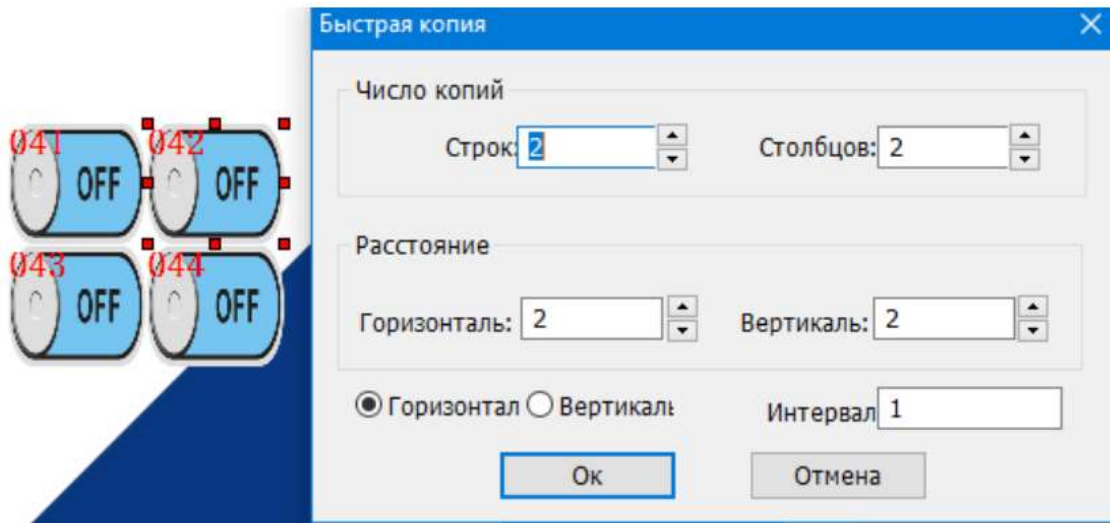 Быстрая копия
Число копий
Строк: 2 Столбцов: 2
Расстояние
Горизонталь: 2 Вертикаль: 2
Горизонтал Вертикаль
Интервал 1
Ок Отмена
041 042
OFF OFF
043 044
OFF OFF